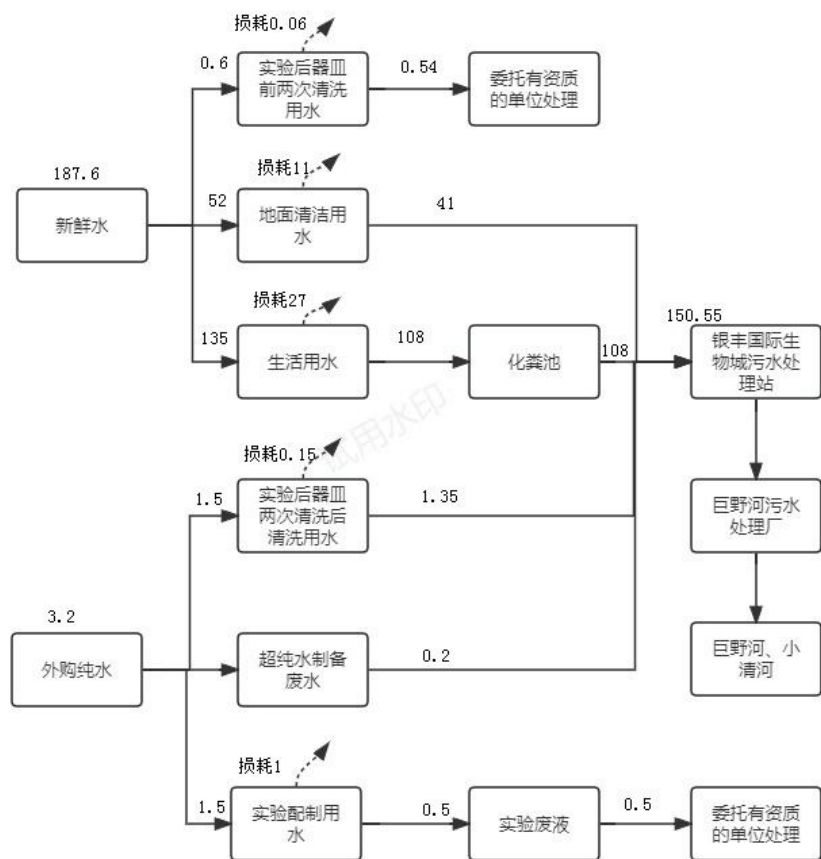 损耗0.06
0.6
实验后器皿
前两次清洗
用水
0.54
委托有资质
的单位处理
187.6
新鲜水
损耗11
52
地面清洁用
水
41
损耗27
135
生活用水
108
化粪池
108
150.55
银丰国际生
物城污水处
理站
试用水印
损耗0.15
1.5
实验后器皿
两次清洗后
清洗用水
1.35
巨野河污水
处理厂
3.2
外购纯水
超纯水制备
废水
0.2
巨野河、小
清河
损耗1
1.5
实验配制用
水
0.5
实验废液
0.5
委托有资质
的单位处理